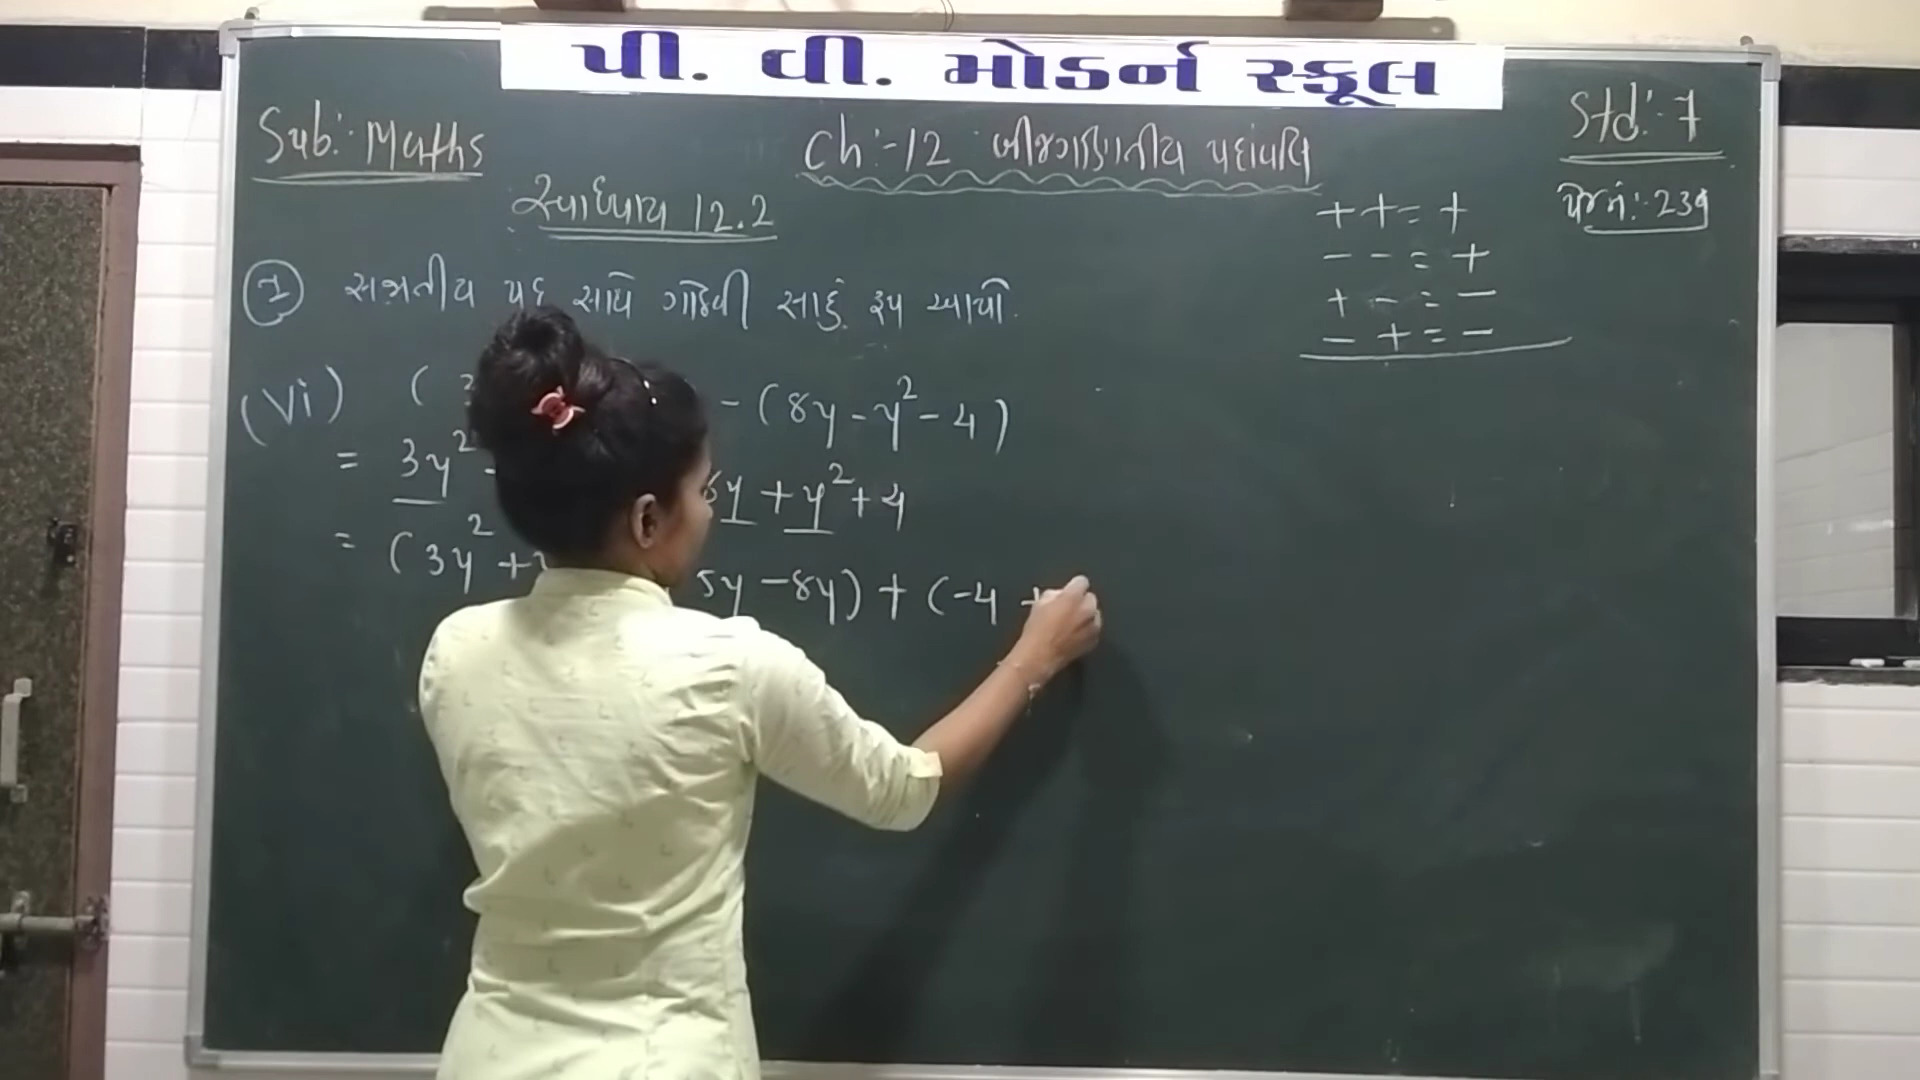 પી. વી. મોડર્ન સ્કૂલ
Sub:- Maths
Ch:-12 બીજગણિતીય પદાવલિ
Std:-7
પેજ નં:- 239
સ્વાધ્યાય 12.2
+ + = +
- - = +
+ - = -
- + = -
① સજાતીય પદ સાથે ગોઠવી સાદું રૂપ આપો.
(vi) ( - (8y - y² - 4)
= 3y² - y + y² + 4
= (3y² + 5y - 8y) + (-4 +